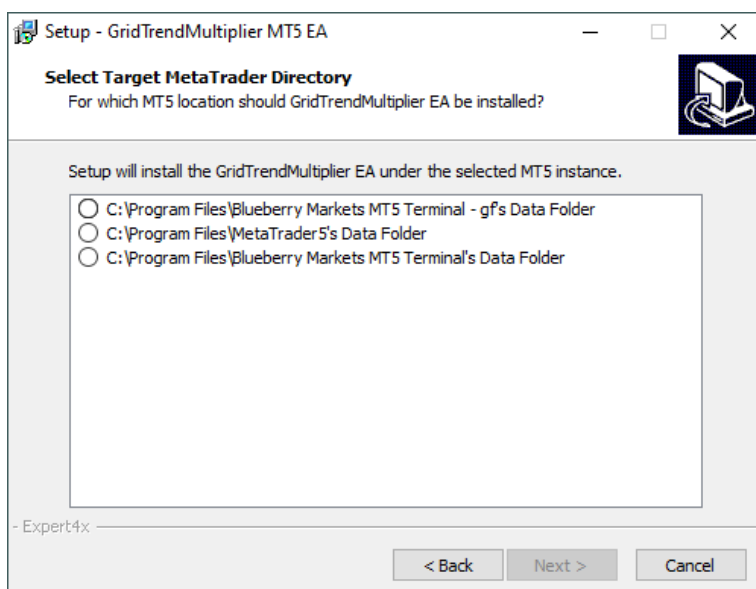 Setup - GridTrendMultiplier MT5 EA
Select Target MetaTrader Directory
For which MT5 location should GridTrendMultiplier EA be installed?
Setup will install the GridTrendMultiplier EA under the selected MT5 instance.
C:\Program Files\Blueberry Markets MT5 Terminal - gf's Data Folder
C:\Program Files\MetaTrader5's Data Folder
C:\Program Files\Blueberry Markets MT5 Terminal's Data Folder
- Expert4x
< Back Next > Cancel